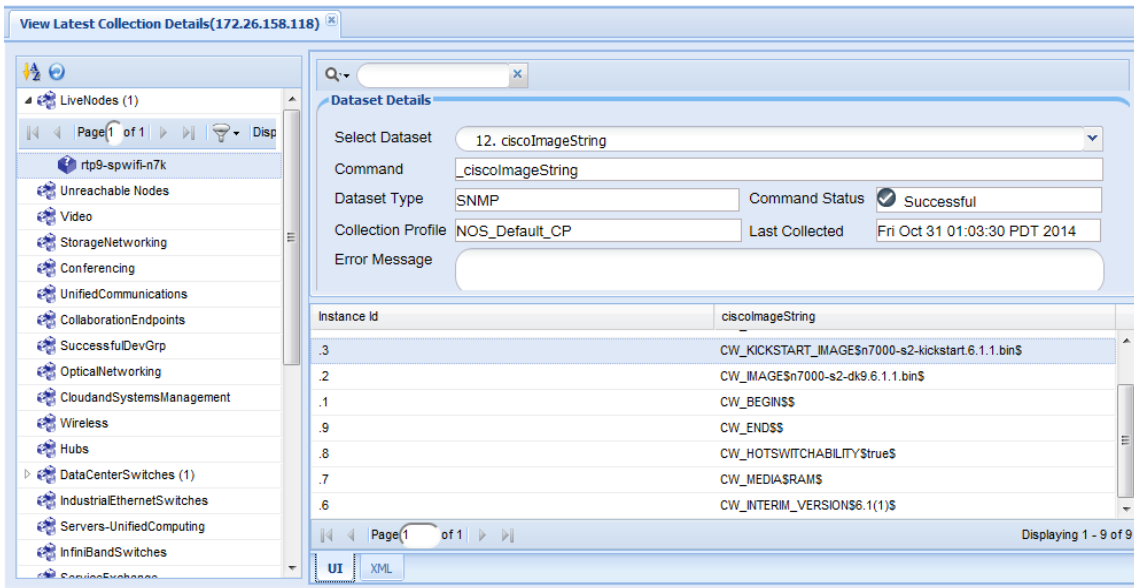 View Latest Collection Details(172.26.158.118)
LiveNodes (1)
Page 1 of 1 Disp
rtp9-spwifi-n7k
Unreachable Nodes
Video
StorageNetworking
Conferencing
UnifiedCommunications
CollaborationEndpoints
SuccessfulDevGrp
OpticalNetworking
CloudandSystemsManagement
Wireless
Hubs
DataCenterSwitches (1)
IndustrialEthernetSwitches
Servers-UnifiedComputing
InfiniBandSwitches
ServiceExchange
Dataset Details
Select Dataset 12. ciscoImageString
Command _ciscoImageString
Dataset Type SNMP Command Status Successful
Collection Profile NOS_Default_CP Last Collected Fri Oct 31 01:03:30 PDT 2014
Error Message
Instance Id ciscoImageString
.3 CW_KICKSTART_IMAGE$n7000-s2-kickstart.6.1.1.bin$
.2 CW_IMAGE$n7000-s2-dk9.6.1.1.bin$
.1 CW_BEGIN$$
.9 CW_END$$
.8 CW_HOTSWITCHABILITY$true$
.7 CW_MEDIA$RAM$
.6 CW_INTERIM_VERSION$6.1(1)$
Page 1 of 1 Displaying 1 - 9 of 9
UI XML